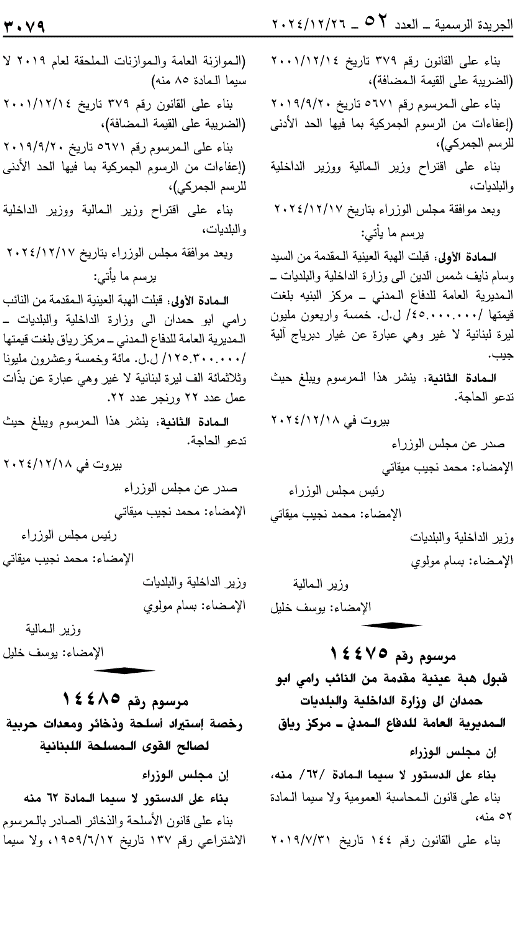 الجريدة الرسمية ــ العدد ٥٢ ــ ٢٠٢٤/١٢/٢٦
٣٠٧٩
بناء على القانون رقم ٣٧٩ تاريخ ٢٠٠١/١٢/١٤
(الضريبة على القيمة المضافة)،
بناء على المرسوم رقم ٥٦٧١ تاريخ ٢٠١٩/٩/٢٠
(إعفاءات من الرسوم الجمركية بما فيها الحد الأدنى
للرسم الجمركي)،
بناء على اقتراح وزير المالية ووزير الداخلية
والبلديات،
وبعد موافقة مجلس الوزراء بتاريخ ٢٠٢٤/١٢/١٧
يرسم ما يأتي:
المادة الأولى: قبلت الهبة العينية المقدمة من السيد
وسام نايف شمس الدين الى وزارة الداخلية والبلديات ــ
المديرية العامة للدفاع المدني ــ مركز البنيه بلغت
قيمتها /٤٥.٠٠٠.٠٠٠/ ل.ل. خمسة واربعون مليون
ليرة لبنانية لا غير وهي عبارة عن غيار دبرياج آلية
جيب.
المادة الثانية: ينشر هذا المرسوم ويبلغ حيث
تدعو الحاجة.
بيروت في ٢٠٢٤/١٢/١٨
صدر عن مجلس الوزراء
الإمضاء: محمد نجيب ميقاتي
رئيس مجلس الوزراء
الإمضاء: محمد نجيب ميقاتي
وزير الداخلية والبلديات
الإمضاء: بسام مولوي
وزير المالية
الإمضاء: يوسف خليل
مرسوم رقم ١٤٤٧٥
قبول هبة عينية مقدمة من النائب رامي ابو
حمدان الى وزارة الداخلية والبلديات
المديرية العامة للدفاع المدني ــ مركز رياق
إن مجلس الوزراء
بناء على الدستور لا سيما المادة /٦٢/ منه،
بناء على قانون المحاسبة العمومية ولا سيما المادة
٥٢ منه،
بناء على القانون رقم ١٤٤ تاريخ ٢٠١٩/٧/٣١
(الموازنة العامة والموازنات الملحقة لعام ٢٠١٩ لا
سيما المادة ٨٥ منه)
بناء على القانون رقم ٣٧٩ تاريخ ٢٠٠١/١٢/١٤
(الضريبة على القيمة المضافة)،
بناء على المرسوم رقم ٥٦٧١ تاريخ ٢٠١٩/٩/٢٠
(إعفاءات من الرسوم الجمركية بما فيها الحد الأدنى
للرسم الجمركي)،
بناء على اقتراح وزير المالية ووزير الداخلية
والبلديات،
وبعد موافقة مجلس الوزراء بتاريخ ٢٠٢٤/١٢/١٧
يرسم ما يأتي:
المادة الأولى: قبلت الهبة العينية المقدمة من النائب
رامي ابو حمدان الى وزارة الداخلية والبلديات ــ
المديرية العامة للدفاع المدني ــ مركز رياق بلغت قيمتها
/١٢٥.٣٠٠.٠٠٠/ ل.ل. مائة وخمسة وعشرون مليونا
وثلاثمائة الف ليرة لبنانية لا غير وهي عبارة عن بدّات
عمل عدد ٢٢ ورنجر عدد ٢٢.
المادة الثانية: ينشر هذا المرسوم ويبلغ حيث
تدعو الحاجة.
بيروت في ٢٠٢٤/١٢/١٨
صدر عن مجلس الوزراء
الإمضاء: محمد نجيب ميقاتي
رئيس مجلس الوزراء
الإمضاء: محمد نجيب ميقاتي
وزير الداخلية والبلديات
الإمضاء: بسام مولوي
وزير المالية
الإمضاء: يوسف خليل
مرسوم رقم ١٤٤٨٥
رخصة إستيراد أسلحة وذخائر ومعدات حربية
لصالح القوى المسلحة اللبنانية
إن مجلس الوزراء
بناء على الدستور لا سيما المادة ٦٢ منه
بناء على قانون الأسلحة والذخائر الصادر بالمرسوم
الاشتراعي رقم ١٣٧ تاريخ ١٩٥٩/٦/١٢، ولا سيما